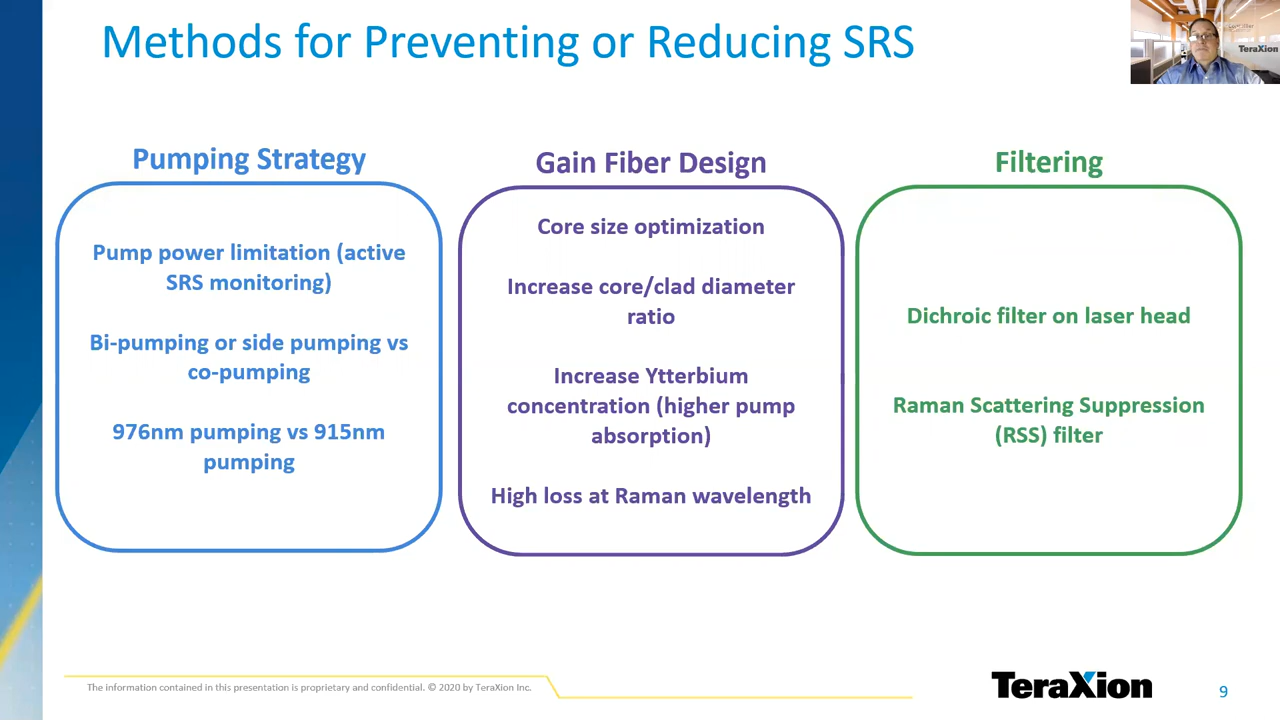 Methods for Preventing or Reducing SRS
TeraXion
Pumping Strategy
Pump power limitation (active
SRS monitoring)
Bi-pumping or side pumping vs
co-pumping
976nm pumping vs 915nm
pumping
Gain Fiber Design
Core size optimization
Increase core/clad diameter
ratio
Increase Ytterbium
concentration (higher pump
absorption)
High loss at Raman wavelength
Filtering
Dichroic filter on laser head
Raman Scattering Suppression
(RSS) filter
The information contained in this presentation is proprietary and confidential. © 2020 by TeraXion Inc.
TeraXion
9